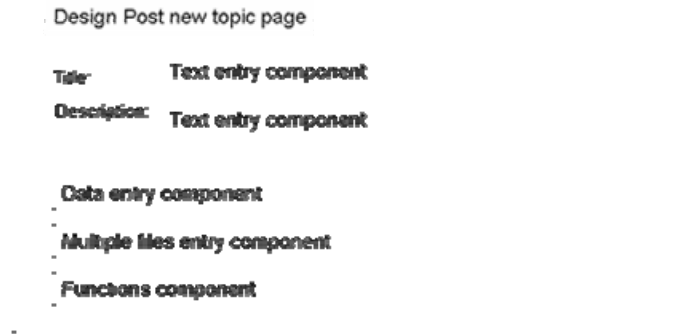 Design Post new topic page
Title: Text entry component
Description: Text entry component
Data entry component
Multiple files entry component
Functions component